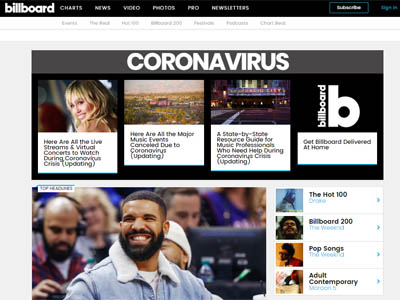 billboard CHARTS NEWS VIDEO PHOTOS PRO NEWSLETTERS Subscribe Sign In
Events The Beat Hot 100 Billboard 200 Festivals Podcasts Chart Beat
CORONAVIRUS
Here Are All the Live
Streams & Virtual
Concerts to Watch
During Coronavirus
Crisis (Updating)
Here Are All the Major
Music Events
Canceled Due to
Coronavirus
(Updating)
A State-by-State
Resource Guide for
Music Professionals
Who Need Help During
Coronavirus Crisis
(Updating)
billboard b
Get Billboard Delivered
At Home
TOP HEADLINES
The Hot 100
Drake
Billboard 200
The Weeknd
Pop Songs
The Weeknd
Adult
Contemporary
Maroon 5